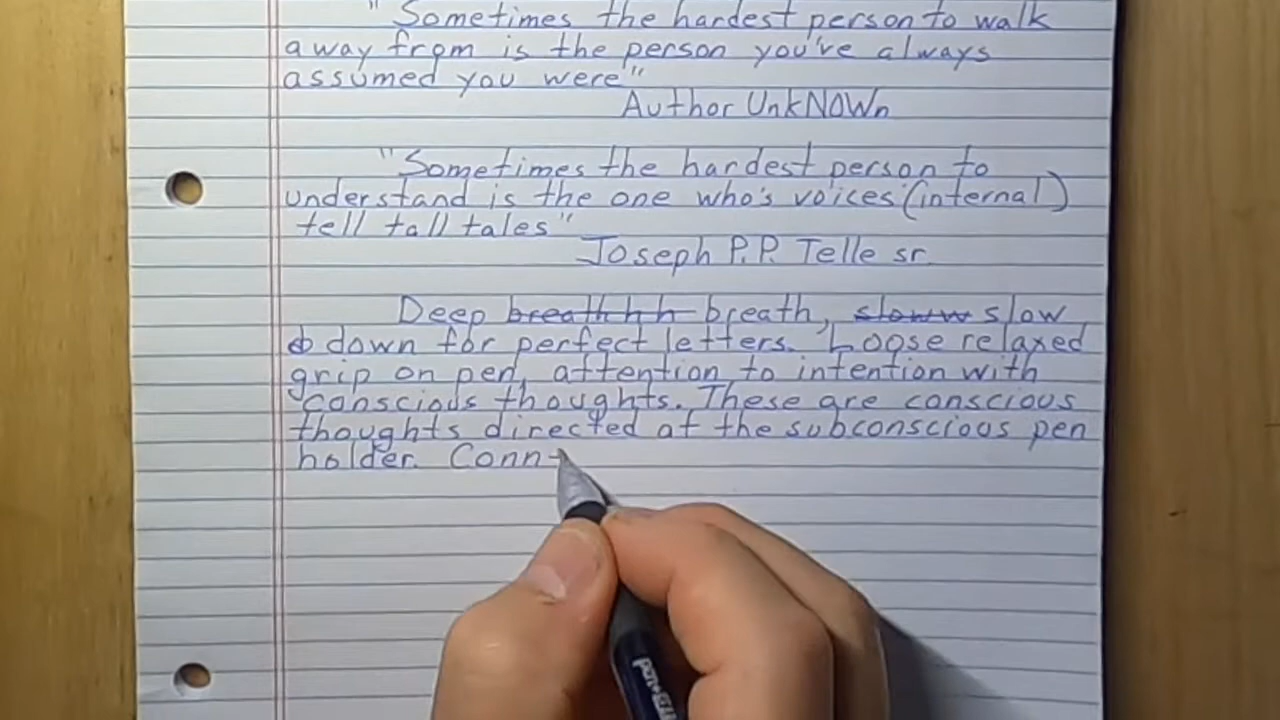 "Sometimes the hardest person to walk
away from is the person you've always
assumed you were"
Author UnkNOWn
"Sometimes the hardest person to
understand is the one who's voices (internal)
tell tall tales"
Joseph P.P. Telle sr.
Deep breathhh breath, sloww slow
d down for perfect letters. Loose relaxed
grip on pen, attention to intention with
conscious thoughts. These are conscious
thoughts directed at the subconscious pen
holder. Conn